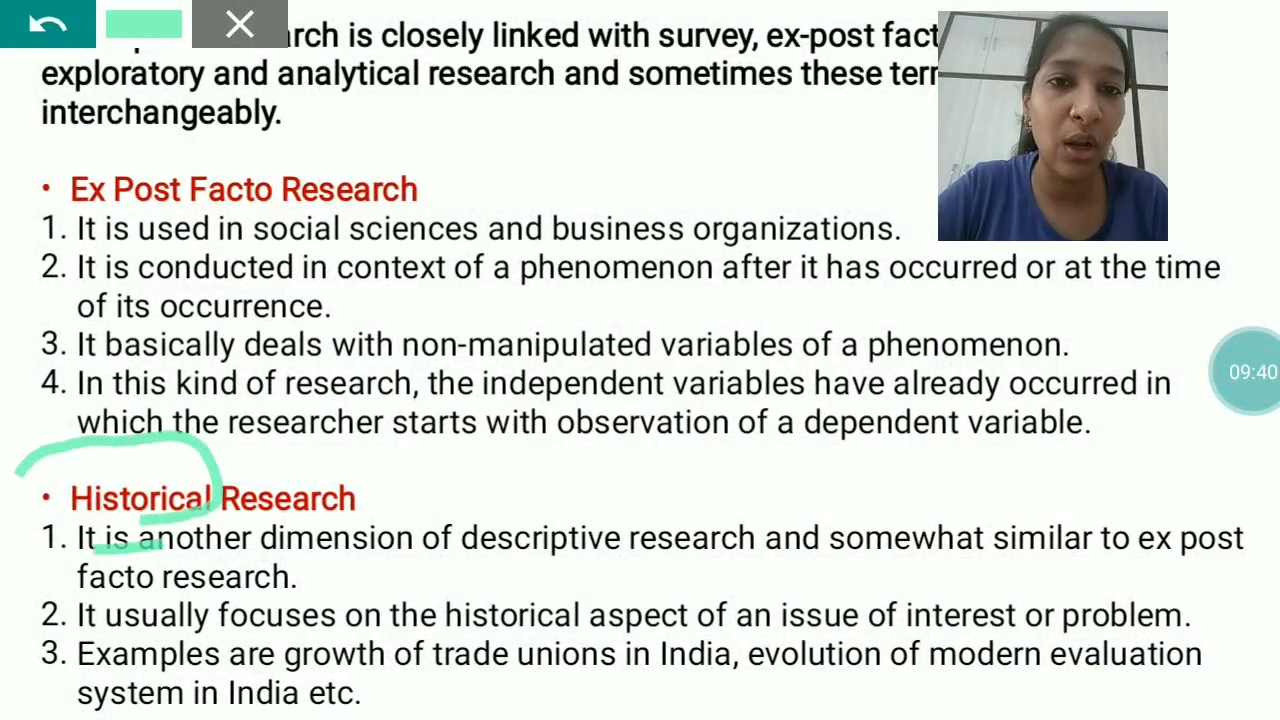 arch is closely linked with survey, ex-post
exploratory and analytical research and sometimes these
interchangeably.
• Ex Post Facto Research
1. It is used in social sciences and business organizations.
2. It is conducted in context of a phenomenon after it has occurred or at the time
of its occurrence.
3. It basically deals with non-manipulated variables of a phenomenon.
4. In this kind of research, the independent variables have already occurred in
which the researcher starts with observation of a dependent variable.
09:40
• Historical Research
1. It is another dimension of descriptive research and somewhat similar to ex post
facto research.
2. It usually focuses on the historical aspect of an issue of interest or problem.
3. Examples are growth of trade unions in India, evolution of modern evaluation
system in India etc.